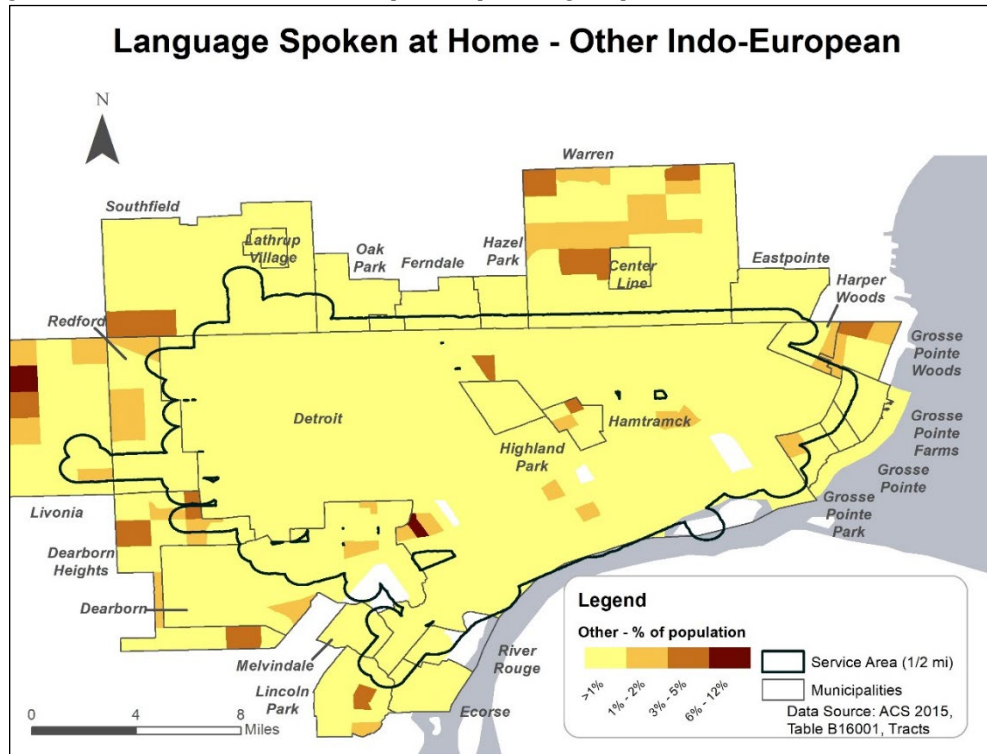 Language Spoken at Home - Other Indo-European
N
Warren
Southfield
Lathrup
Village
Oak
Park
Ferndale
Hazel
Park
Center
Line
Eastpointe
Harper
Woods
Redford
Grosse
Pointe
Woods
Detroit
Hamtramck
Highland
Park
Grosse
Pointe
Farms
Grosse
Pointe
Livonia
Grosse
Pointe
Park
Dearborn
Heights
Dearborn
Melvindale
River
Rouge
Lincoln
Park
Ecorse
0 4 8
Miles
Legend
Other - % of population
>1%
1% - 2%
3% - 5%
6% - 12%
Service Area (1/2 mi)
Municipalities
Data Source: ACS 2015,
Table B16001, Tracts